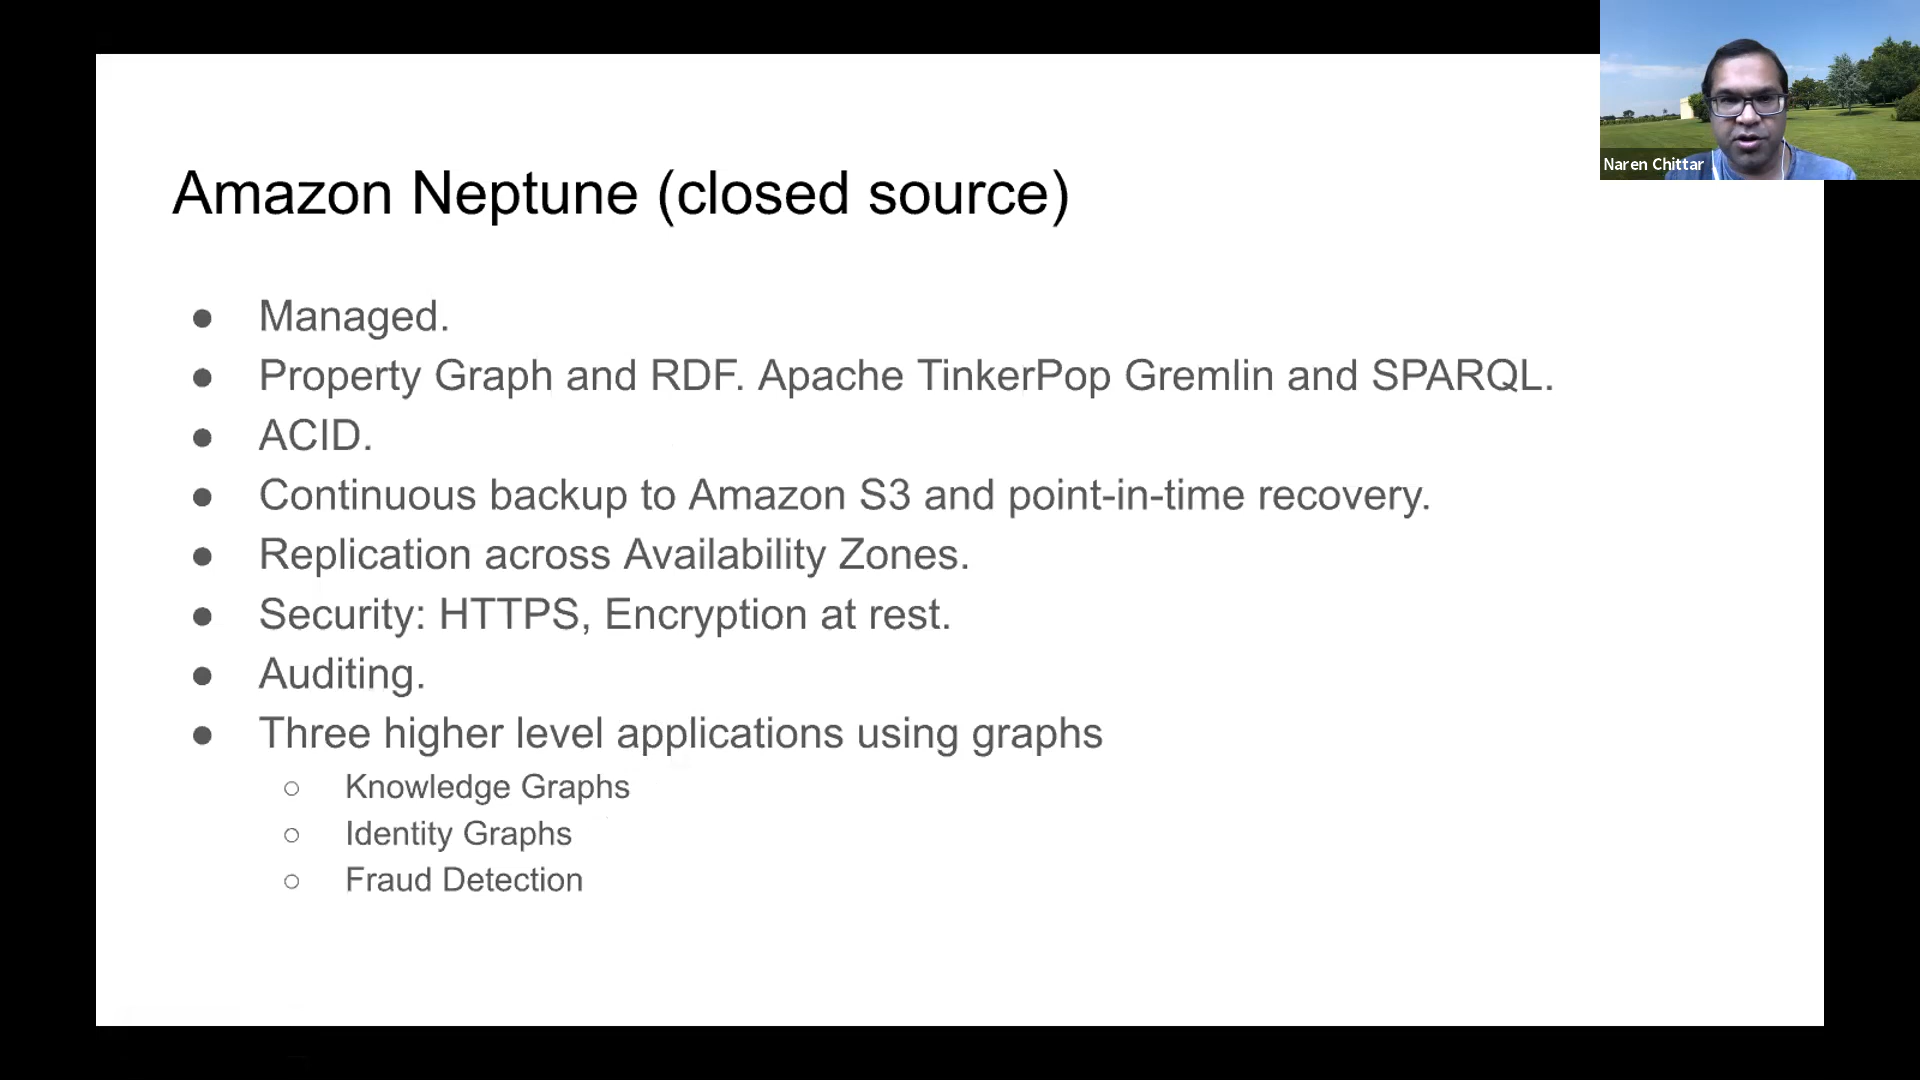 Amazon Neptune (closed source)
Naren Chittar
● Managed.
● Property Graph and RDF. Apache TinkerPop Gremlin and SPARQL.
● ACID.
● Continuous backup to Amazon S3 and point-in-time recovery.
● Replication across Availability Zones.
● Security: HTTPS, Encryption at rest.
● Auditing.
● Three higher level applications using graphs
○ Knowledge Graphs
○ Identity Graphs
○ Fraud Detection